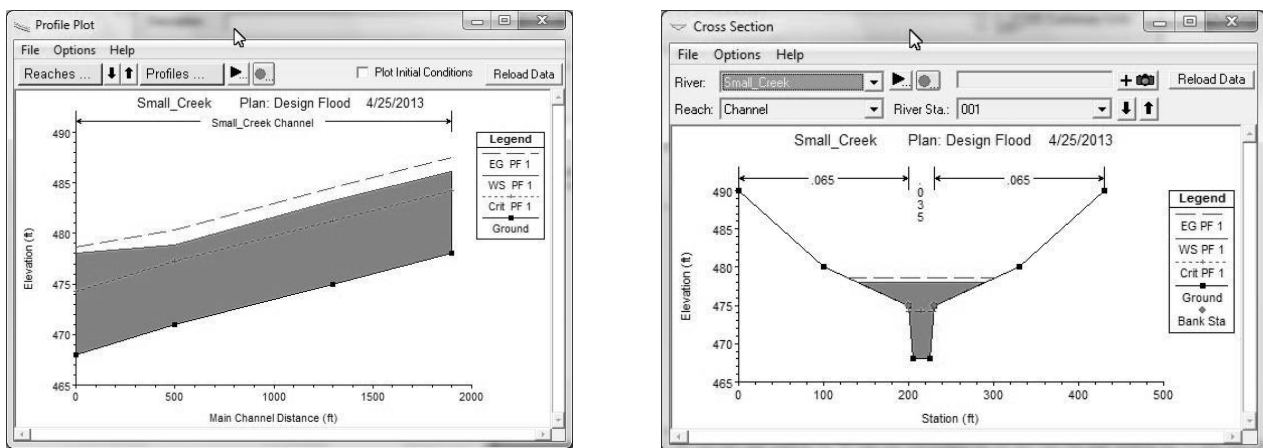 Profile Plot
File Options Help
Reaches ... Profiles ... Plot Initial Conditions Reload Data
Small_Creek Plan: Design Flood 4/25/2013
Small_Creek Channel
Legend
EG PF 1
WS PF 1
Crit PF 1
Ground
490
485
480
475
470
465
Elevation (ft)
0 500 1000 1500 2000
Main Channel Distance (ft)
Cross Section
File Options Help
River: Small_Creek Reload Data
Reach: Channel River Sta.: 001
Small_Creek Plan: Design Flood 4/25/2013
.065 .035 .065
Legend
EG PF 1
WS PF 1
Crit PF 1
Ground
Bank Sta
490
480
470
465
Elevation (ft)
0 100 200 300 400 500
Station (ft)